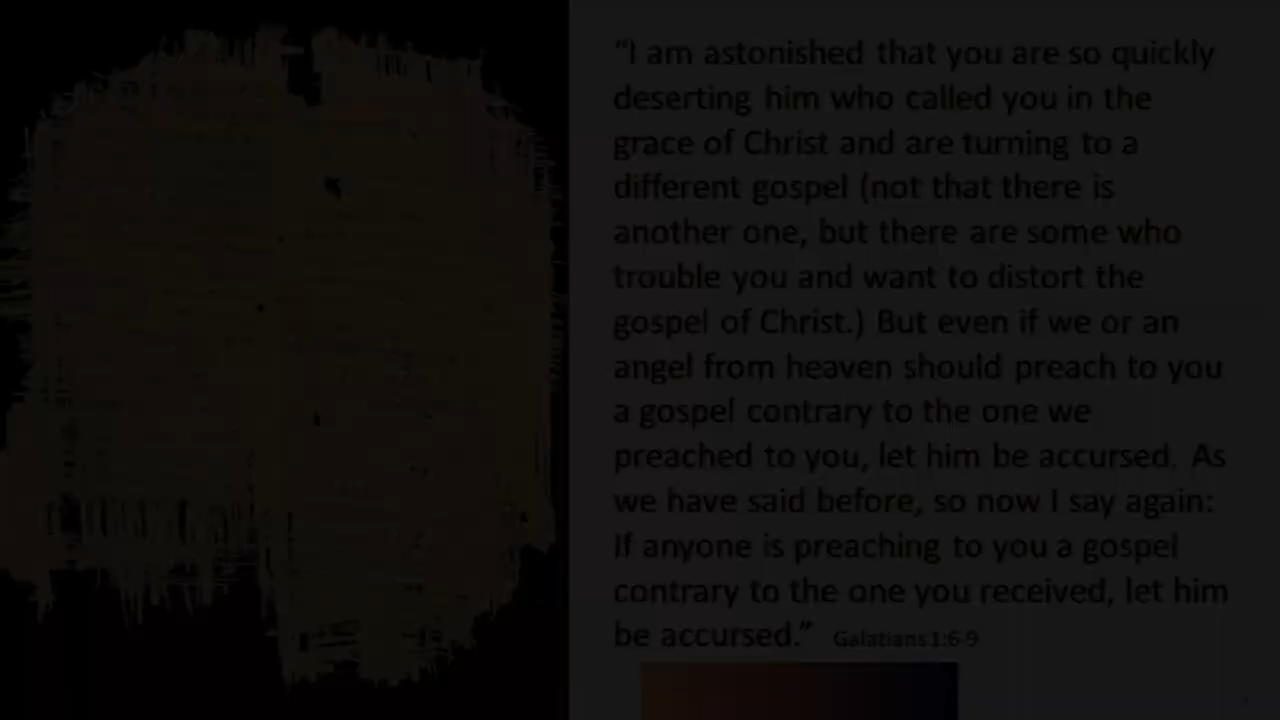 “I am astonished that you are so quickly
deserting him who called you in the
grace of Christ and are turning to a
different gospel (not that there is
another one, but there are some who
trouble you and want to distort the
gospel of Christ.) But even if we or an
angel from heaven should preach to you
a gospel contrary to the one we
preached to you, let him be accursed. As
we have said before, so now I say again:
If anyone is preaching to you a gospel
contrary to the one you received, let him
be accursed.” Galatians 1:6-9